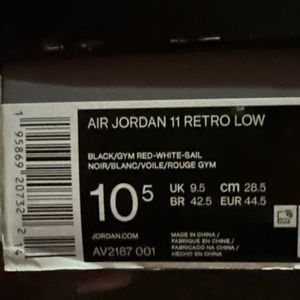 AIR JORDAN 11 RETRO LOW
BLACK/GYM RED-WHITE-SAIL
NOIR/BLANC/VOILE/ROUGE GYM
10 5
UK 9.5 cm 28.5
BR 42.5 EUR 44.5
JORDAN.COM
AV2187 001
MADE IN CHINA /
FABRIQUE EN CHINE /
FABRICADO NA CHINA /
HECHO EN CHINA